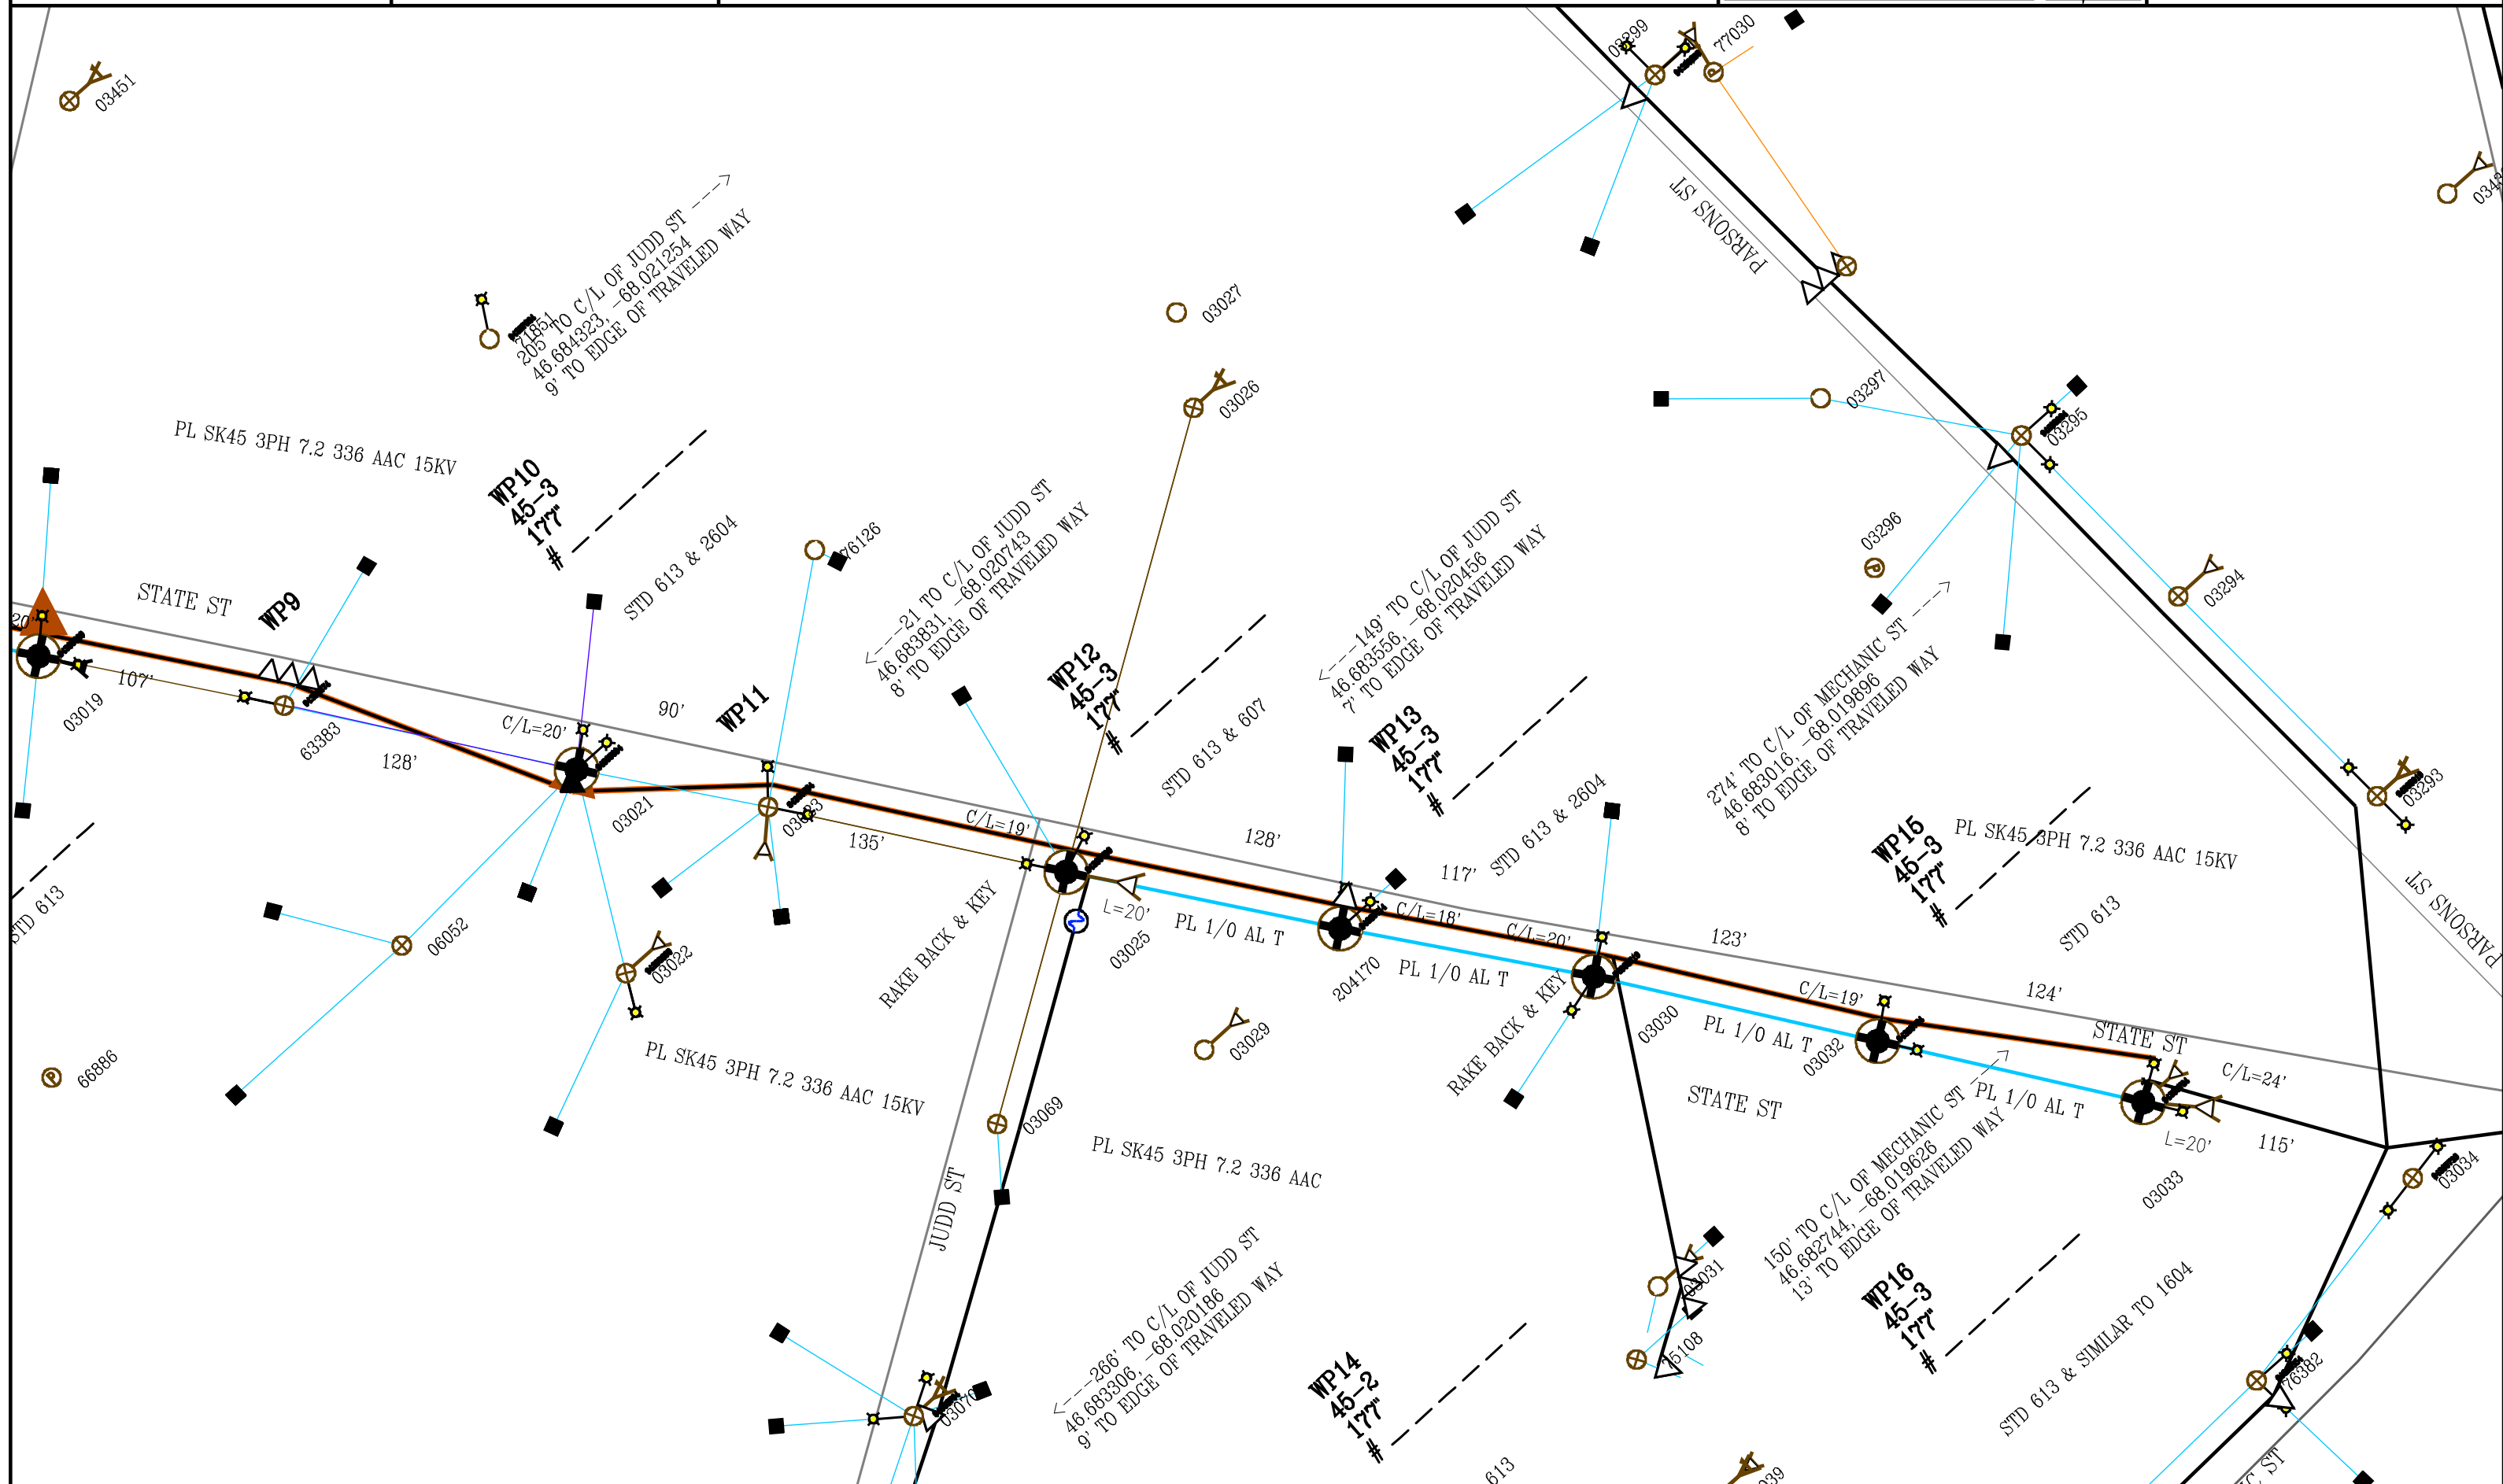 03451
03299
77030
PARSONS ST
71851
205' TO C/L OF JUDD ST
46.684323, -68.021254
9' TO EDGE OF TRAVELED WAY
03027
03026
03297
03295
PL SK45 3PH 7.2 336 AAC 15KV
WP10
45-3
177"
#
STD 613 & 2604
76126
21 TO C/L OF JUDD ST
46.683831, -68.020743
8' TO EDGE OF TRAVELED WAY
149' TO C/L OF JUDD ST
46.683556, -68.020456
7' TO EDGE OF TRAVELED WAY
03296
03294
STATE ST
WP9
20'
107'
03019
63383
128'
C/L=20'
90'
WP11
03021
03023
135'
WP12
45-3
177"
#
STD 613 & 607
WP13
45-3
177"
#
STD 613 & 2604
274' TO C/L OF MECHANIC ST
46.683016, -68.019896
8' TO EDGE OF TRAVELED WAY
03293
WP15
45-3
177"
#
PL SK45 3PH 7.2 336 AAC 15KV
STD 613
PARSONS ST
STD 613
06052
03022
C/L=19'
128'
L=20'
PL 1/0 AL T
03025
RAKE BACK & KEY
117'
C/L=18'
204170
PL 1/0 AL T
C/L=20'
RAKE BACK & KEY
03030
123'
C/L=19'
PL 1/0 AL T
03032
124'
STATE ST
C/L=24'
PL 1/0 AL T
L=20'
115'
03033
03034
66886
PL SK45 3PH 7.2 336 AAC 15KV
03029
03069
PL SK45 3PH 7.2 336 AAC
JUDD ST
STATE ST
150' TO C/L OF MECHANIC ST
46.682744, -68.019626
13' TO EDGE OF TRAVELED WAY
03031
25108
WP16
45-3
177"
#
STD 613 & SIMILAR TO 1604
76382
266' TO C/L OF JUDD ST
46.683306, -68.020186
9' TO EDGE OF TRAVELED WAY
03070
WP14
45-2
177"
#
613
ST